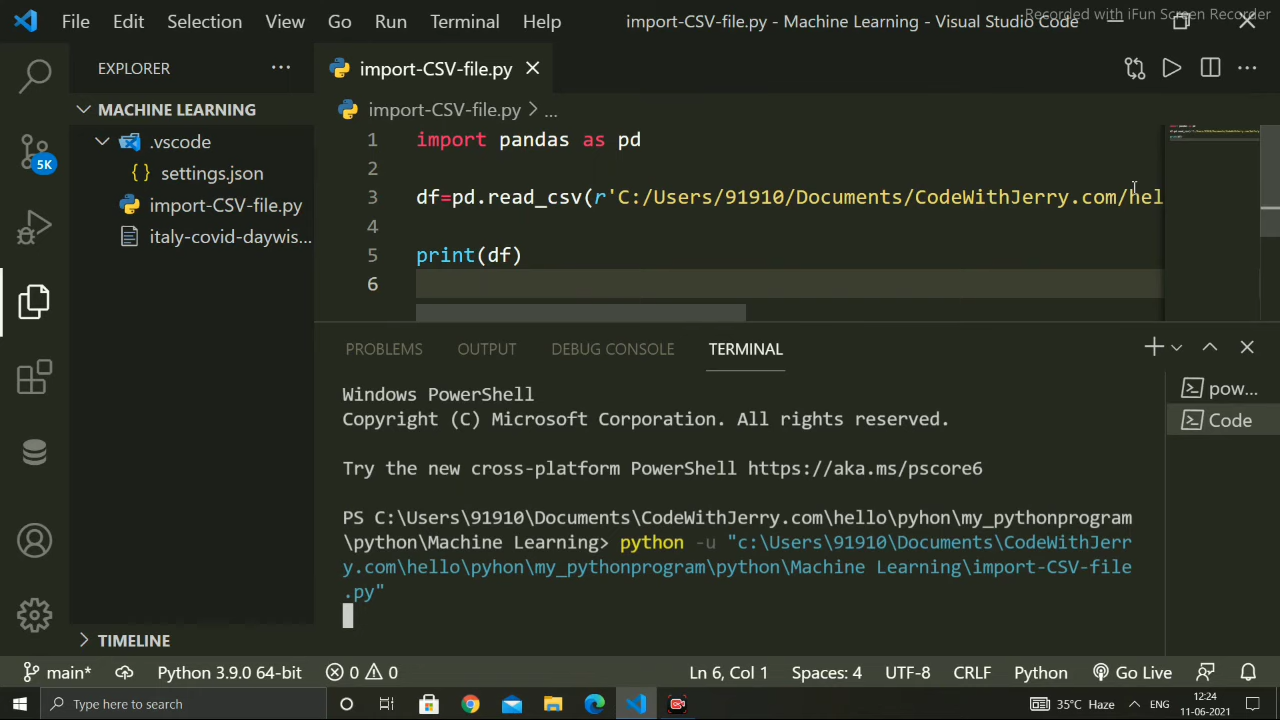 File Edit Selection View Go Run Terminal Help import-CSV-file.py - Machine Learning - Visual Studio Code
Recorded with iFun Screen Recorder
EXPLORER ...
import-CSV-file.py
MACHINE LEARNING
import-CSV-file.py > ...
.vscode
{} settings.json
import-CSV-file.py
italy-covid-daywis...
5K
1 import pandas as pd
2
3 df=pd.read_csv(r'C:/Users/91910/Documents/CodeWithJerry.com/hel
4
5 print(df)
6
PROBLEMS OUTPUT DEBUG CONSOLE TERMINAL
pow...
Code
Windows PowerShell
Copyright (C) Microsoft Corporation. All rights reserved.
Try the new cross-platform PowerShell https://aka.ms/pscore6
PS C:\Users\91910\Documents\CodeWithJerry.com\hello\pyhon\my_pythonprogram
\python\Machine Learning> python -u "c:\Users\91910\Documents\CodeWithJerr
y.com\hello\pyhon\my_pythonprogram\python\Machine Learning\import-CSV-file
.py"
TIMELINE
main* Python 3.9.0 64-bit 0 0 Ln 6, Col 1 Spaces: 4 UTF-8 CRLF Python Go Live
Type here to search
35°C Haze ENG
12:24
11-06-2021